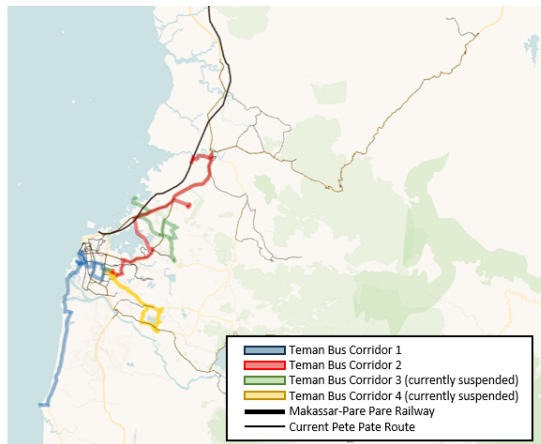 Teman Bus Corridor 1
Teman Bus Corridor 2
Teman Bus Corridor 3 (currently suspended)
Teman Bus Corridor 4 (currently suspended)
Makassar-Pare Pare Railway
Current Pete Pate Route